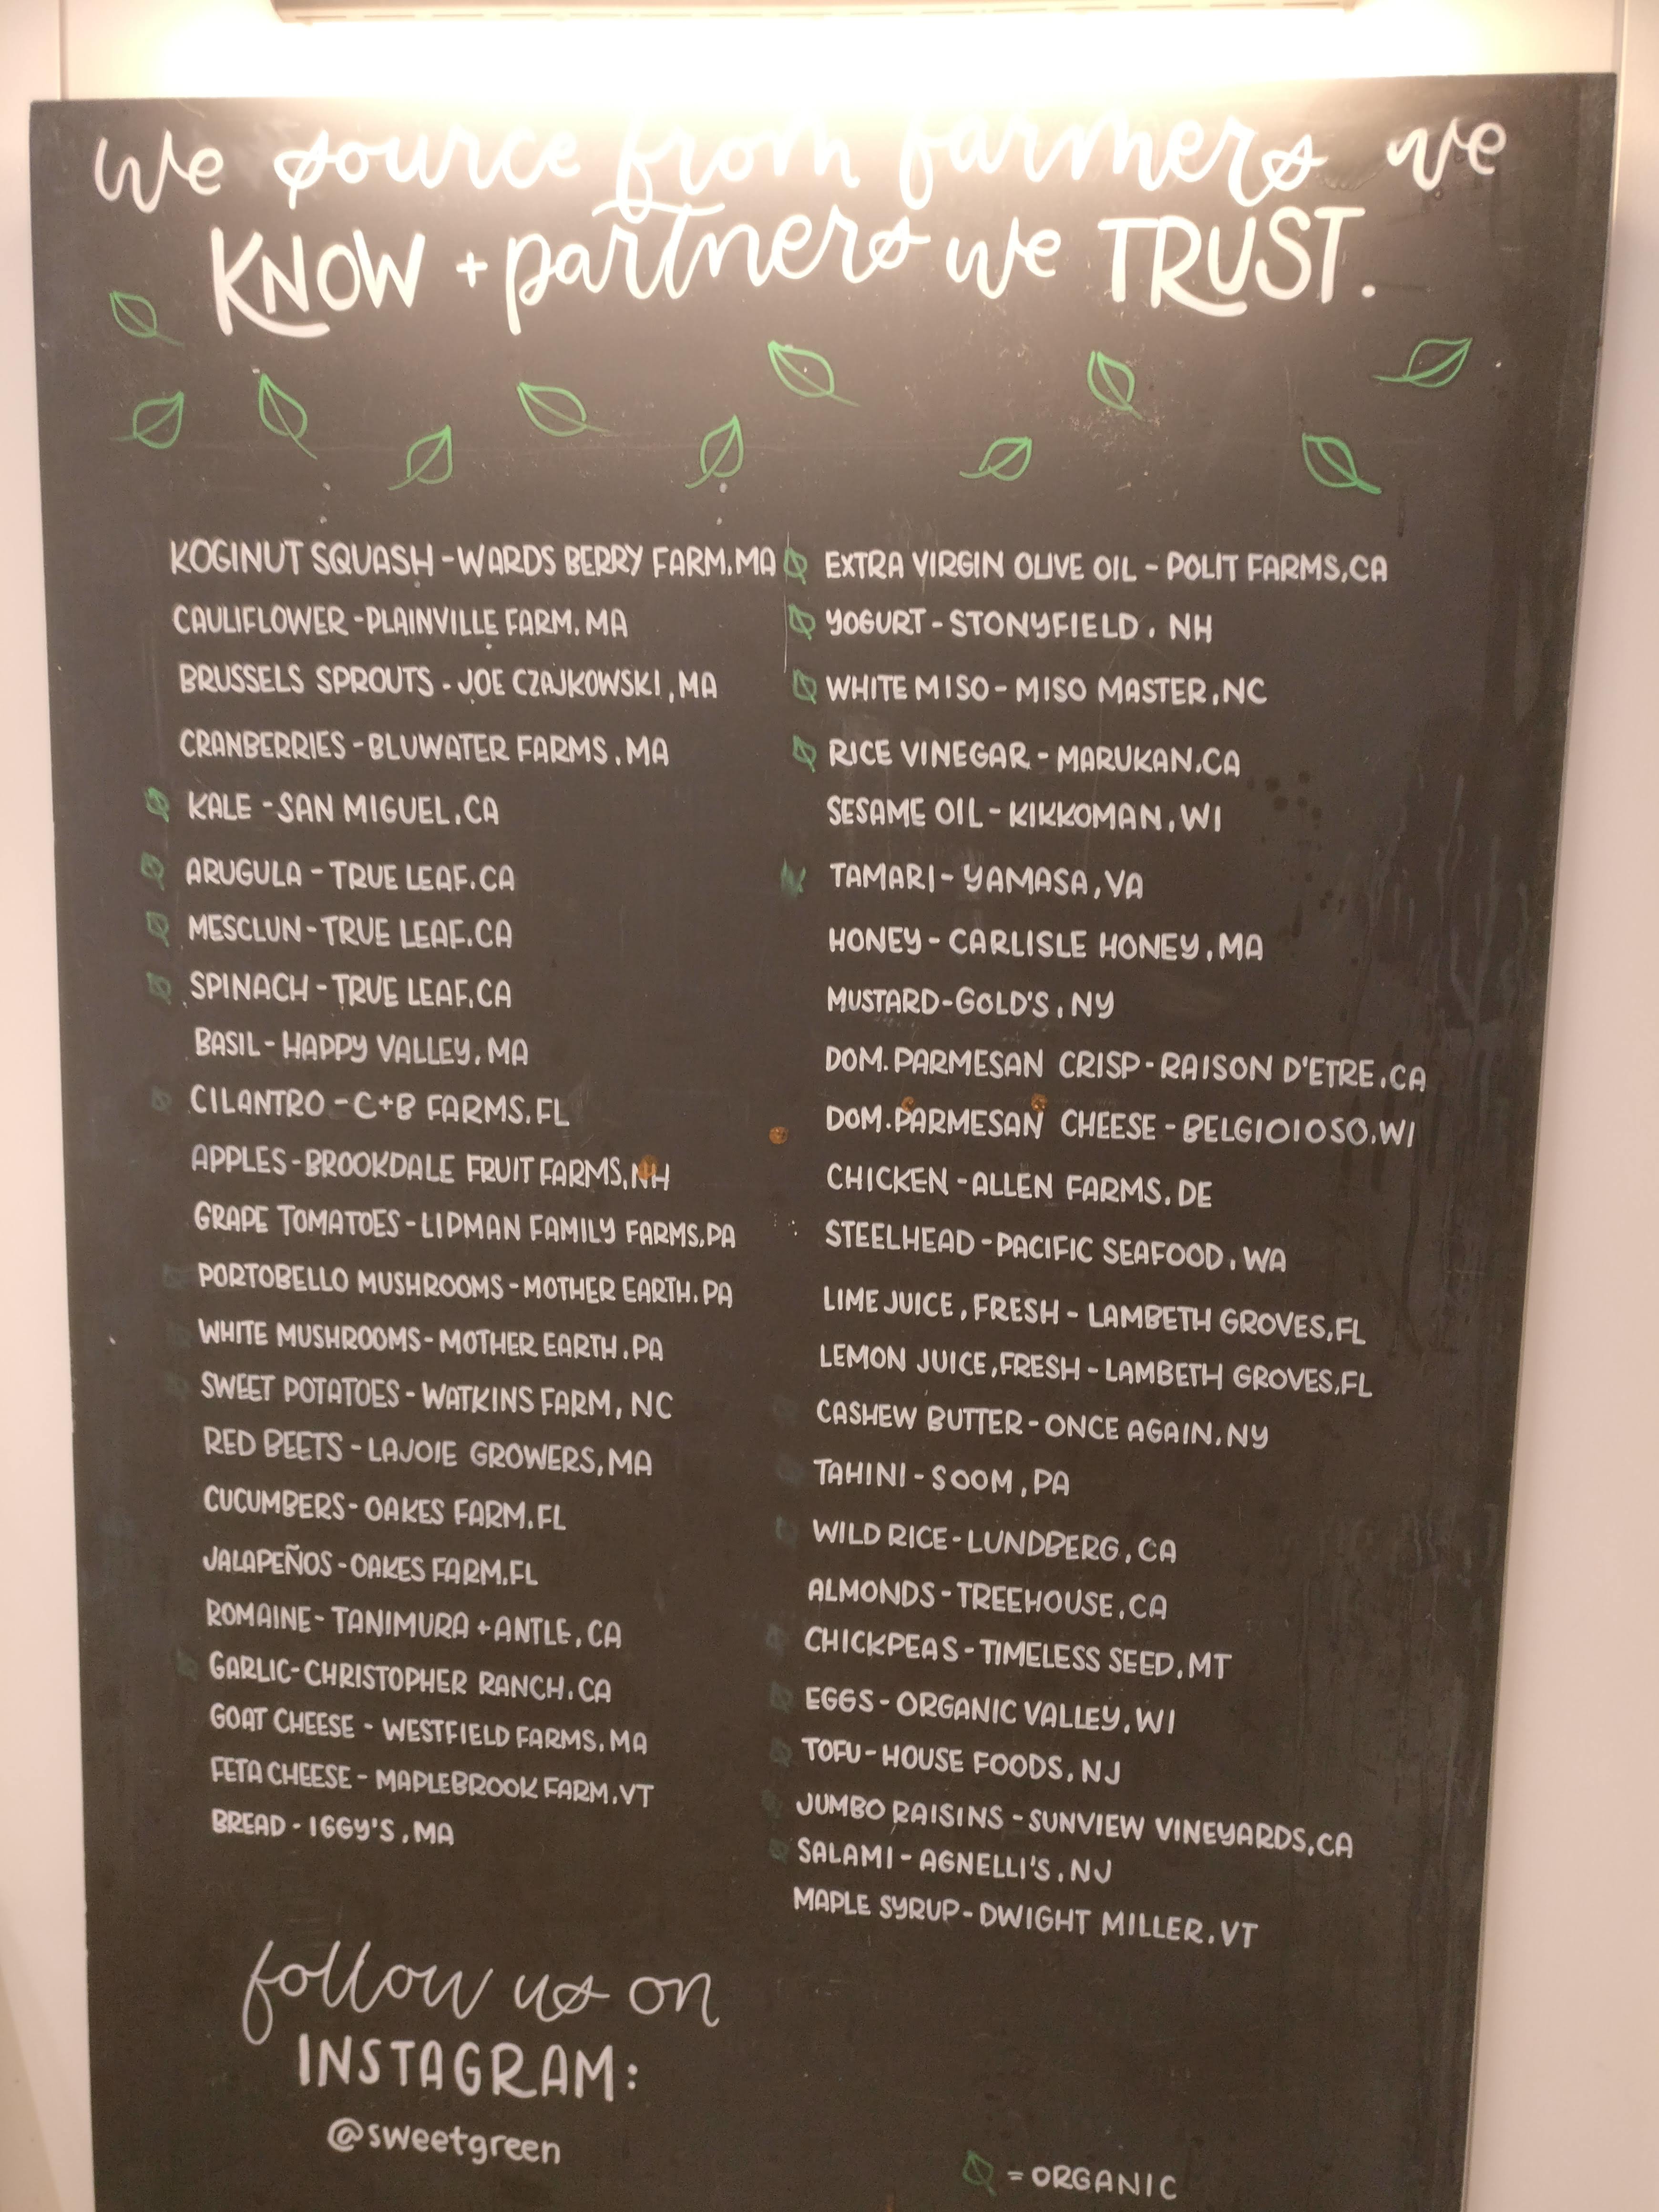 we source from farmers we
KNOW + partners we TRUST.
KOGINUT SQUASH - WARDS BERRY FARM, MA
CAULIFLOWER - PLAINVILLE FARM, MA
BRUSSELS SPROUTS - JOE CZAJKOWSKI, MA
CRANBERRIES - BLUWATER FARMS, MA
KALE - SAN MIGUEL, CA
ARUGULA - TRUE LEAF, CA
MESCLUN - TRUE LEAF, CA
SPINACH - TRUE LEAF, CA
BASIL - HAPPY VALLEY, MA
CILANTRO - C+B FARMS, FL
APPLES - BROOKDALE FRUIT FARMS, NH
GRAPE TOMATOES - LIPMAN FAMILY FARMS, PA
PORTOBELLO MUSHROOMS - MOTHER EARTH, PA
WHITE MUSHROOMS - MOTHER EARTH, PA
SWEET POTATOES - WATKINS FARM, NC
RED BEETS - LAJOIE GROWERS, MA
CUCUMBERS - OAKES FARM, FL
JALAPEÑOS - OAKES FARM, FL
ROMAINE - TANIMURA + ANTLE, CA
GARLIC - CHRISTOPHER RANCH, CA
GOAT CHEESE - WESTFIELD FARMS, MA
FETA CHEESE - MAPLEBROOK FARM, VT
BREAD - IGGY'S, MA
EXTRA VIRGIN OLIVE OIL - POLIT FARMS, CA
YOGURT - STONYFIELD, NH
WHITE MISO - MISO MASTER, NC
RICE VINEGAR - MARUKAN, CA
SESAME OIL - KIKKOMAN, WI
TAMARI - YAMASA, VA
HONEY - CARLISLE HONEY, MA
MUSTARD - GOLD'S, NY
DOM. PARMESAN CRISP - RAISON D'ETRE, CA
DOM. PARMESAN CHEESE - BELGIOIOSO, WI
CHICKEN - ALLEN FARMS, DE
STEELHEAD - PACIFIC SEAFOOD, WA
LIME JUICE, FRESH - LAMBETH GROVES, FL
LEMON JUICE, FRESH - LAMBETH GROVES, FL
CASHEW BUTTER - ONCE AGAIN, NY
TAHINI - SOOM, PA
WILD RICE - LUNDBERG, CA
ALMONDS - TREEHOUSE, CA
CHICKPEAS - TIMELESS SEED, MT
EGGS - ORGANIC VALLEY, WI
TOFU - HOUSE FOODS, NJ
JUMBO RAISINS - SUNVIEW VINEYARDS, CA
SALAMI - AGNELLI'S, NJ
MAPLE SYRUP - DWIGHT MILLER, VT
follow us on
INSTAGRAM:
@sweetgreen
= ORGANIC